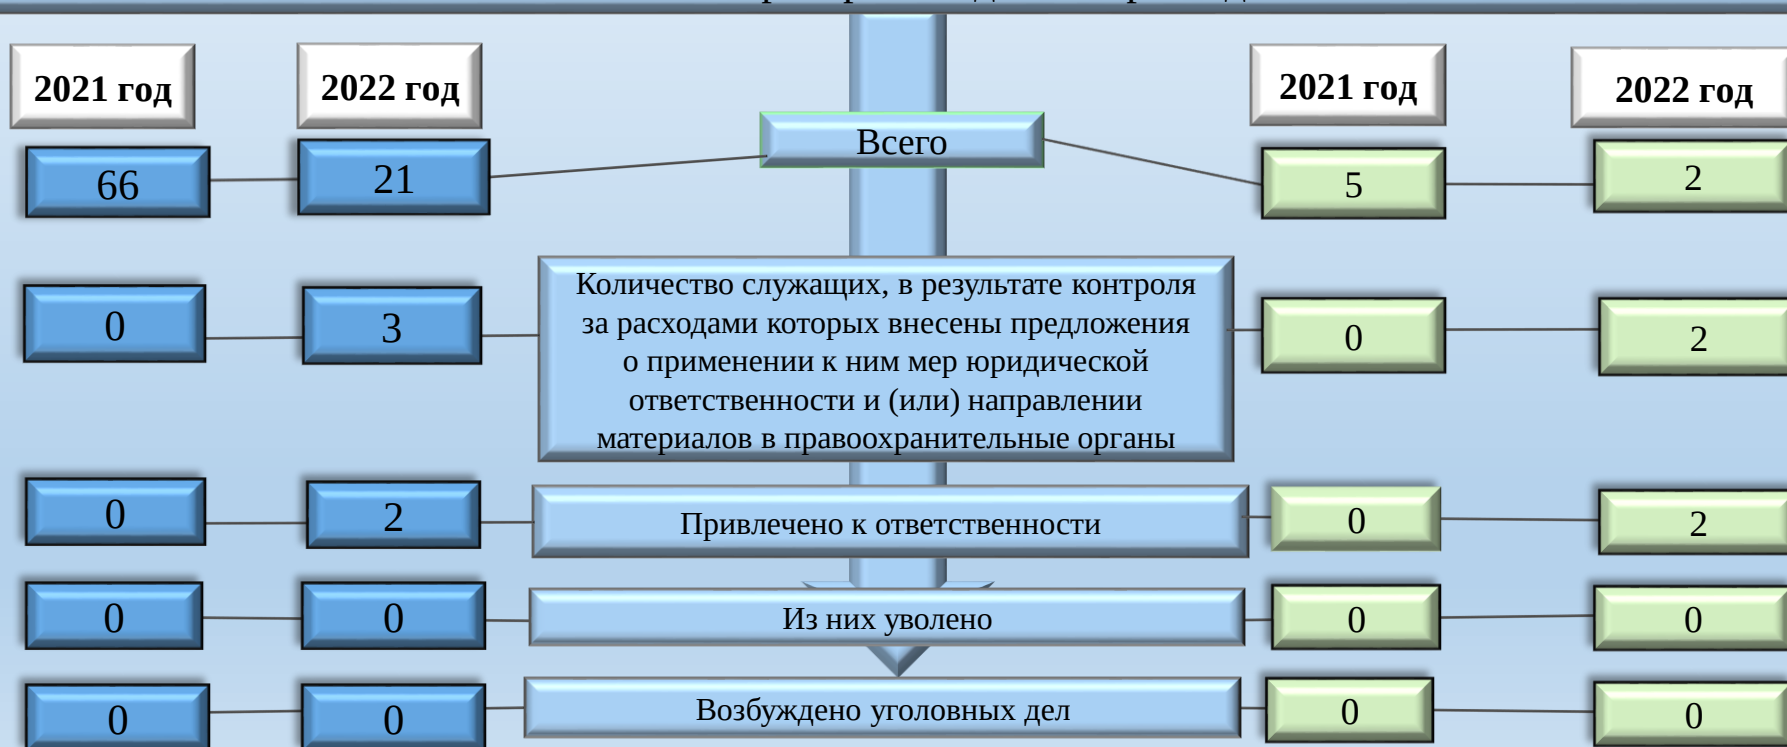 2021 год 2022 год 2021 год 2022 год
66 21 Всего 5 2
0 3 Количество служащих, в результате контроля
за расходами которых внесены предложения
о применении к ним мер юридической
ответственности и (или) направлении
материалов в правоохранительные органы 0 2
0 2 Привлечено к ответственности 0 2
0 0 Из них уволено 0 0
0 0 Возбуждено уголовных дел 0 0